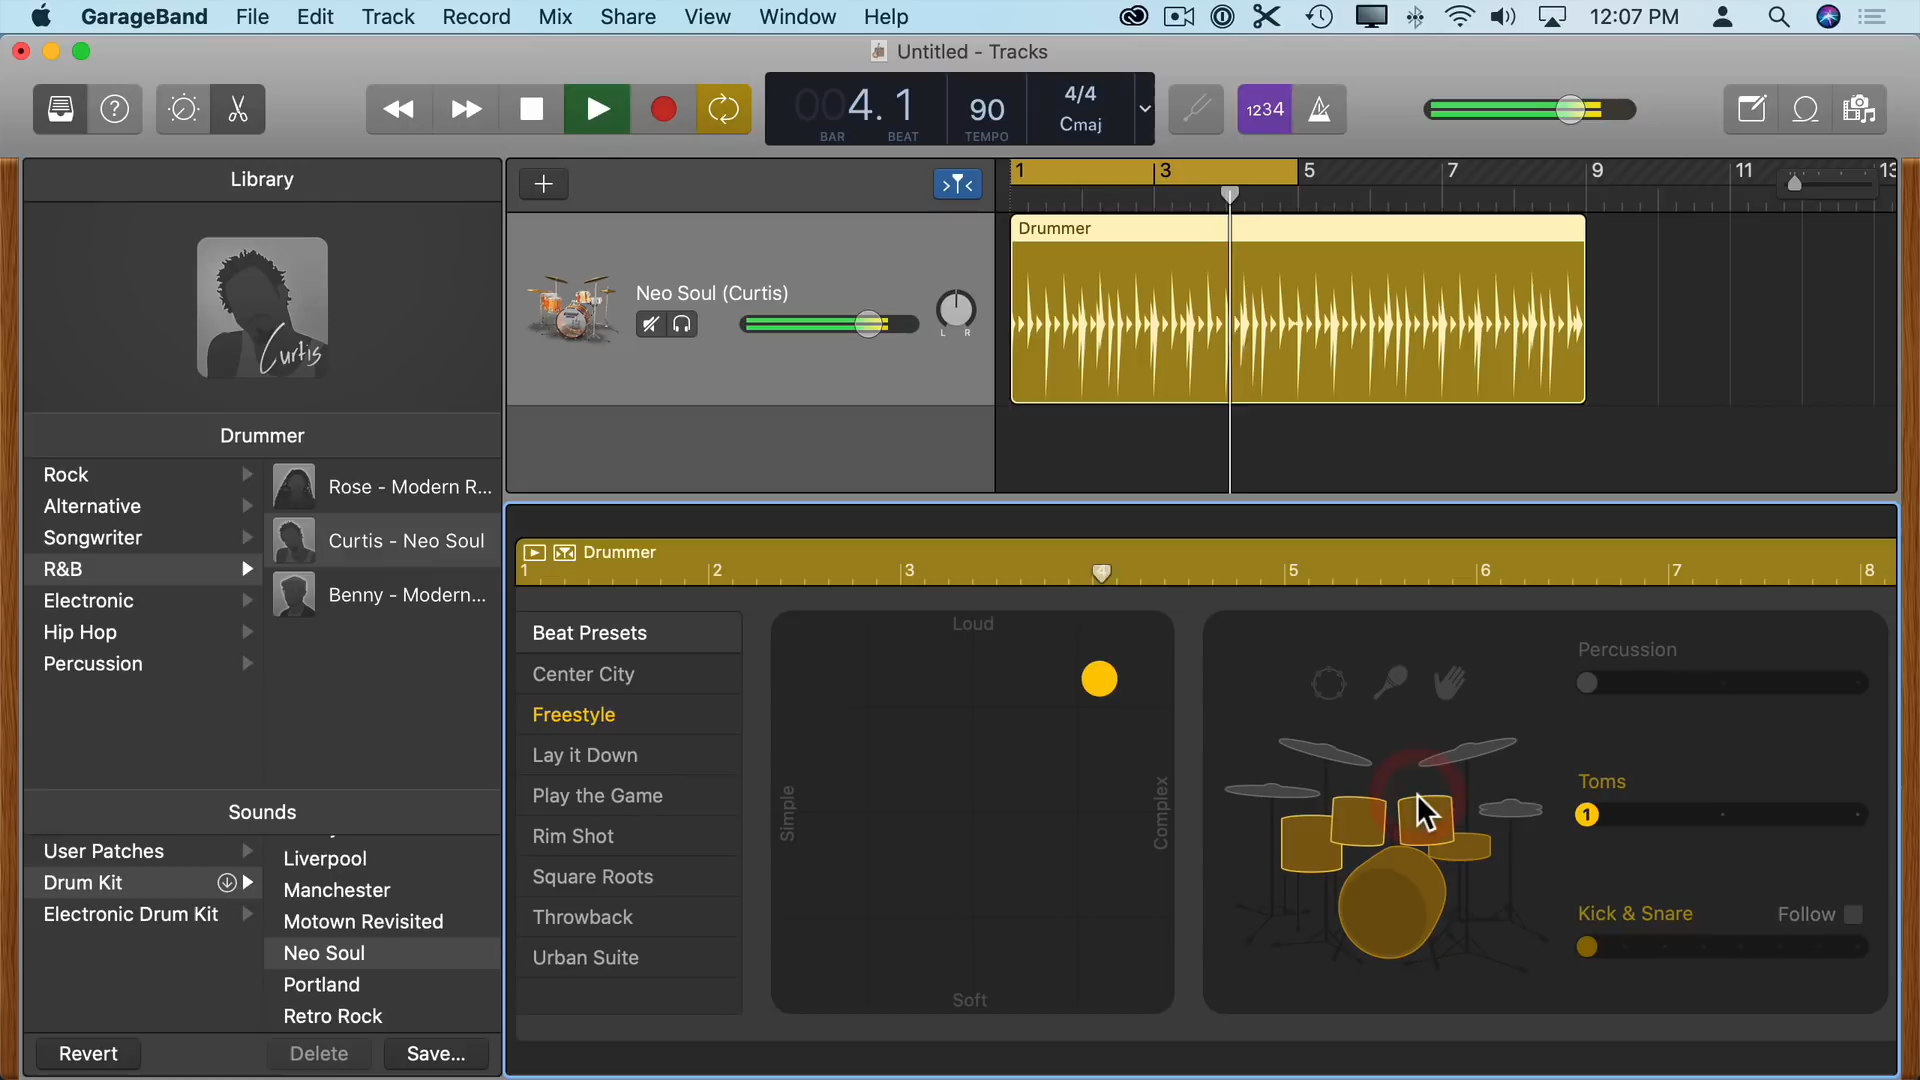 GarageBand File Edit Track Record Mix Share View Window Help 12:07 PM
Untitled - Tracks
004. 1
BAR BEAT
90
TEMPO
4/4
Cmaj
1234
Library
Curtis
Drummer
Rock
Alternative
Songwriter
R&B
Electronic
Hip Hop
Percussion
Rose - Modern R...
Curtis - Neo Soul
Benny - Modern...
Sounds
User Patches
Drum Kit
Electronic Drum Kit
Liverpool
Manchester
Motown Revisited
Neo Soul
Portland
Retro Rock
Revert Delete Save...
1 3 5 7 9 11 13
Neo Soul (Curtis)
L R
Drummer
Drummer
1 2 3 4 5 6 7 8
Beat Presets
Center City
Freestyle
Lay it Down
Play the Game
Rim Shot
Square Roots
Throwback
Urban Suite
Loud
Simple
Complex
Soft
Percussion
Toms
1
Kick & Snare Follow